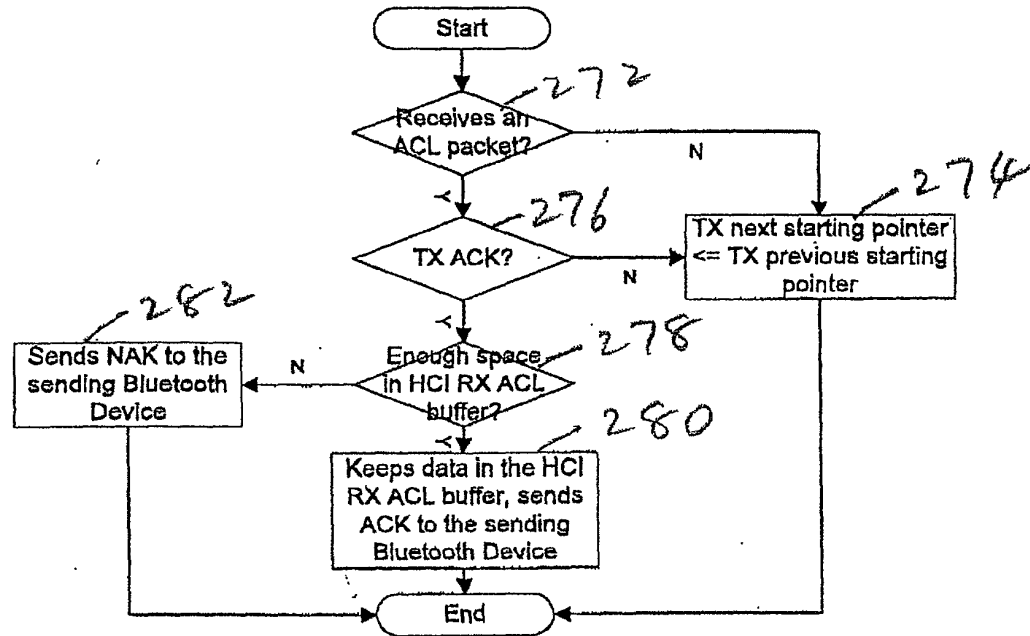 Start
272
Receives an
ACL packet?
N
Y
276
274
TX ACK?
N
TX next starting pointer
<= TX previous starting
pointer
Y
282
278
Sends NAK to the
sending Bluetooth
Device
N
Enough space
in HCI RX ACL
buffer?
Y
280
Keeps data in the HCI
RX ACL buffer, sends
ACK to the sending
Bluetooth Device
End